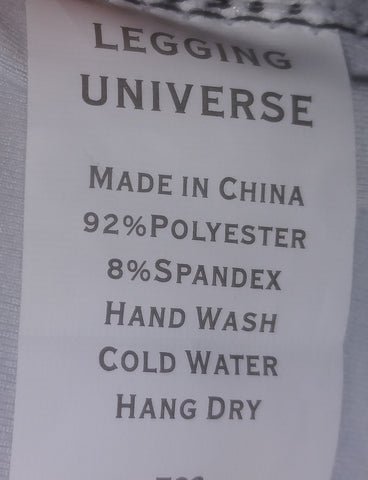 LEGGING
UNIVERSE
MADE IN CHINA
92%POLYESTER
8%SPANDEX
HAND WASH
COLD WATER
HANG DRY